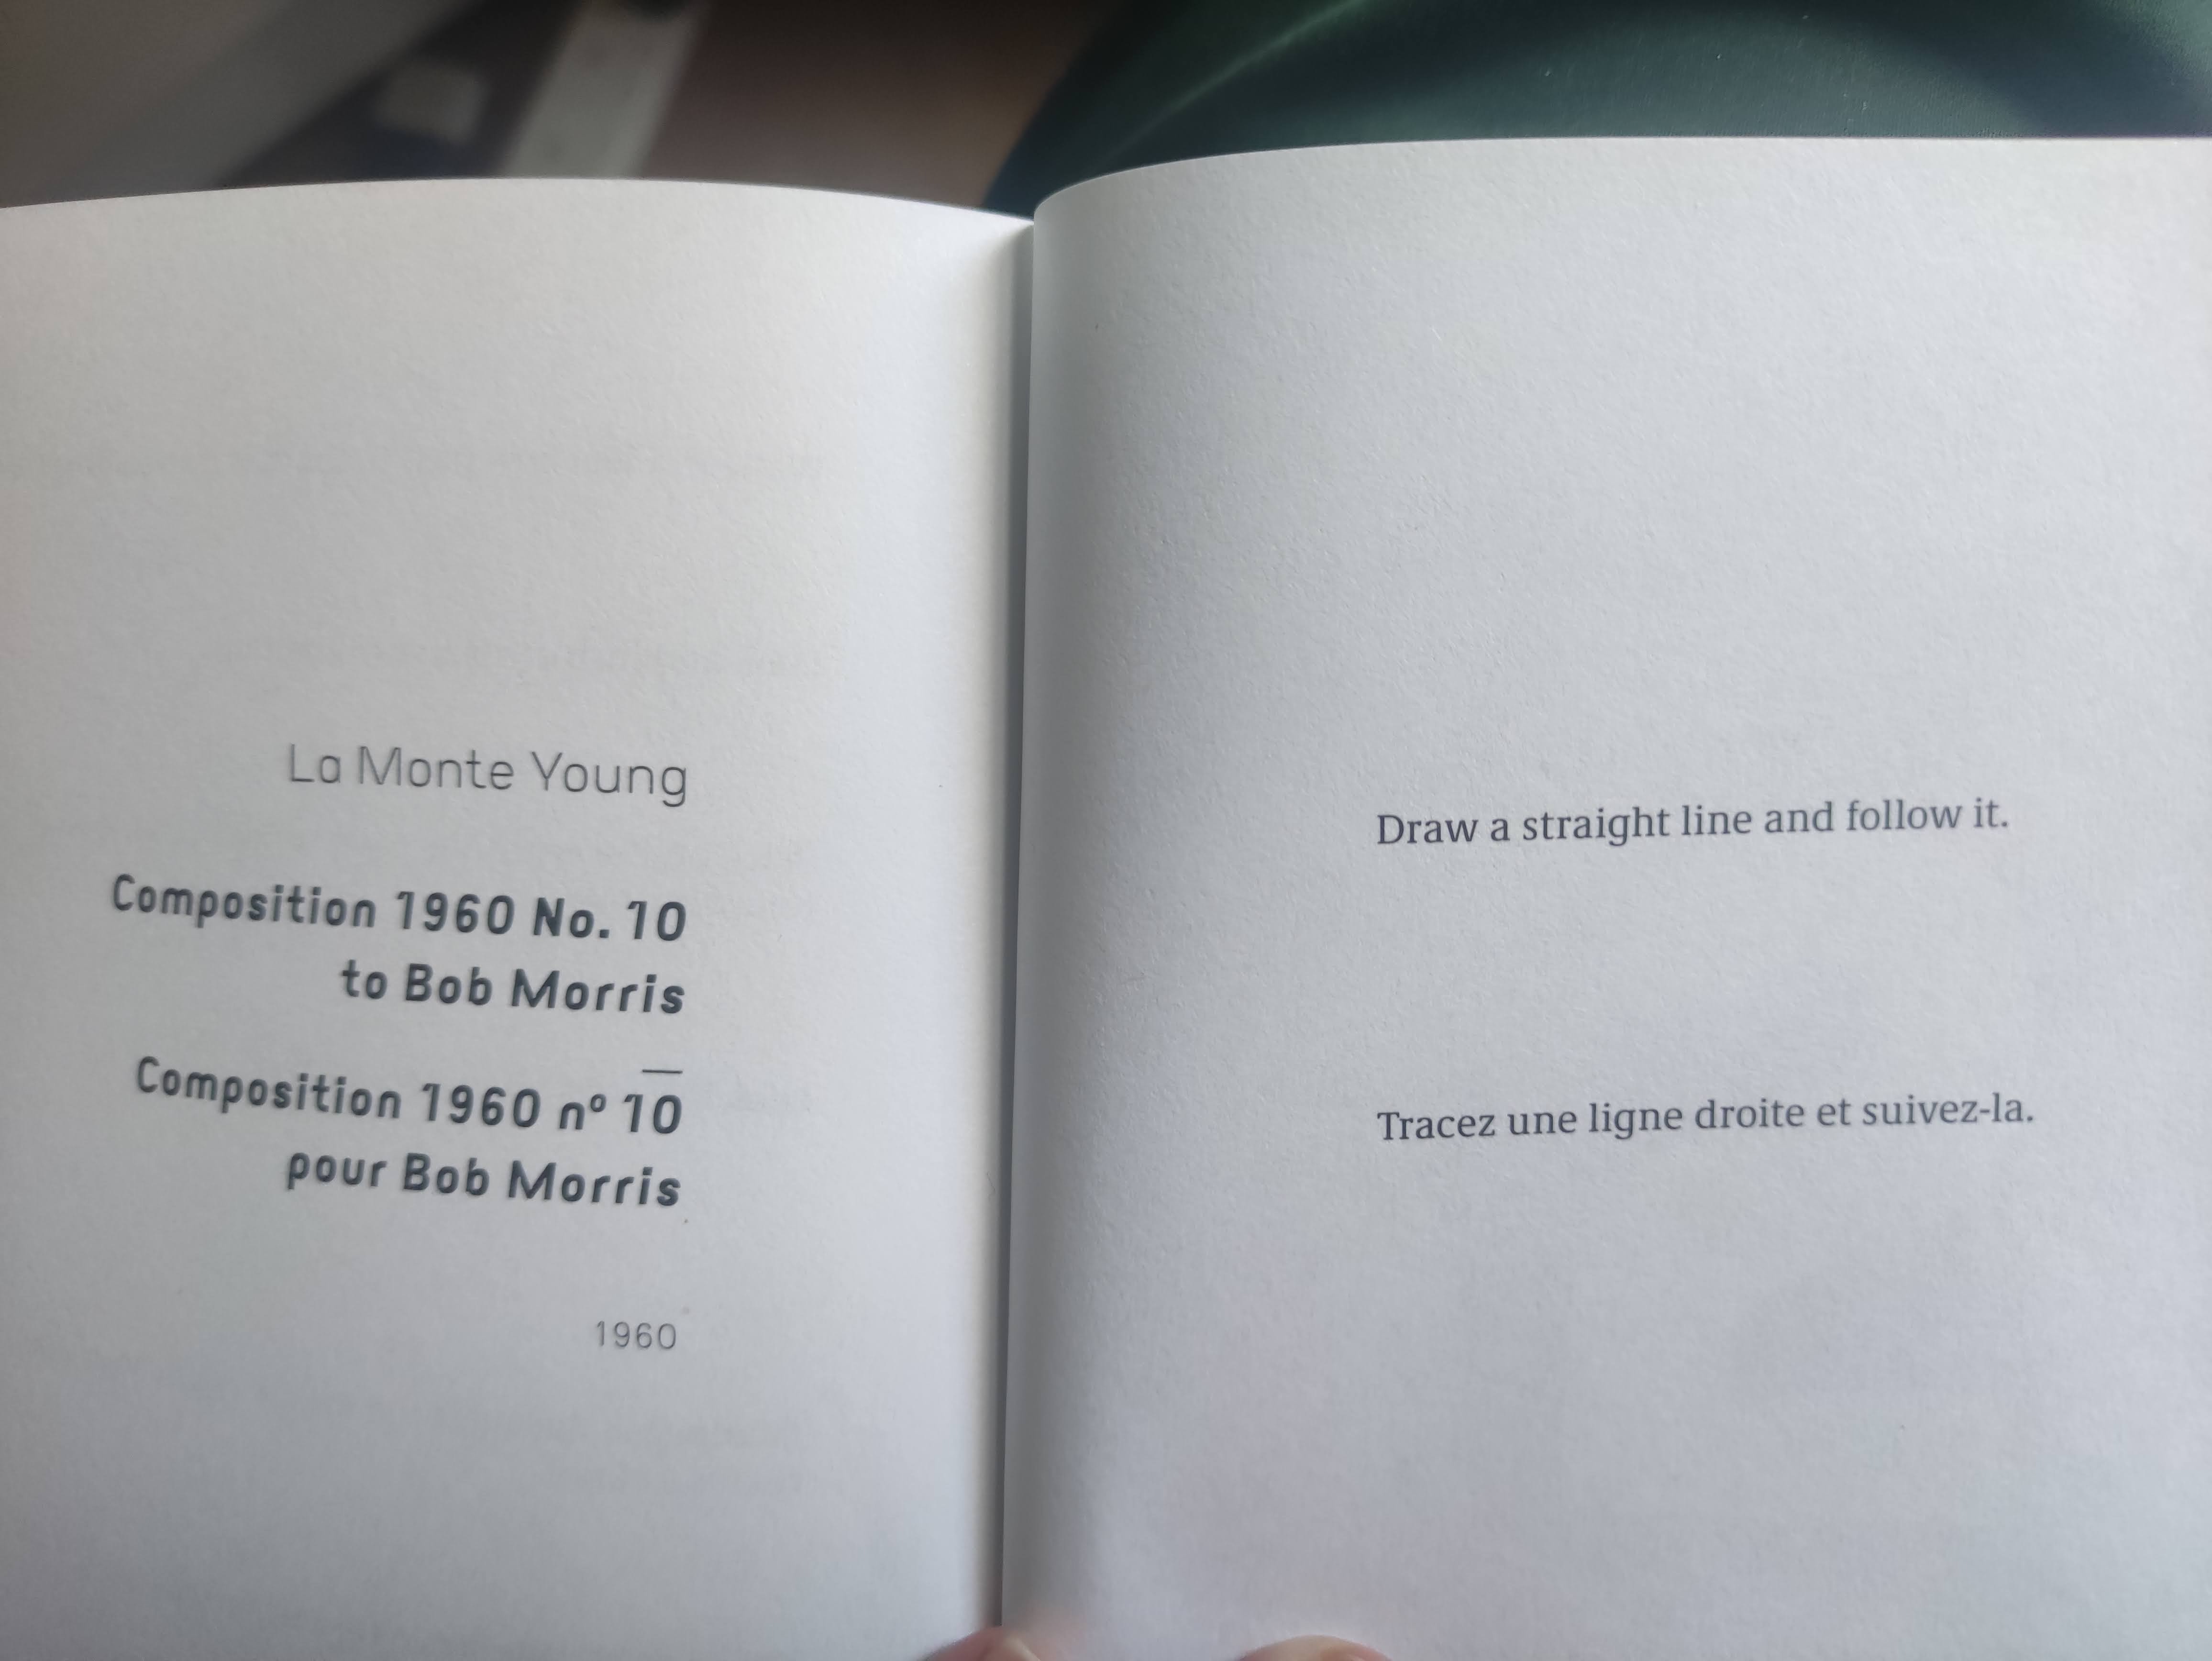 La Monte Young
Composition 1960 No. 10
to Bob Morris
—
Composition 1960 nº 10
pour Bob Morris
1960
Draw a straight line and follow it.
Tracez une ligne droite et suivez-la.